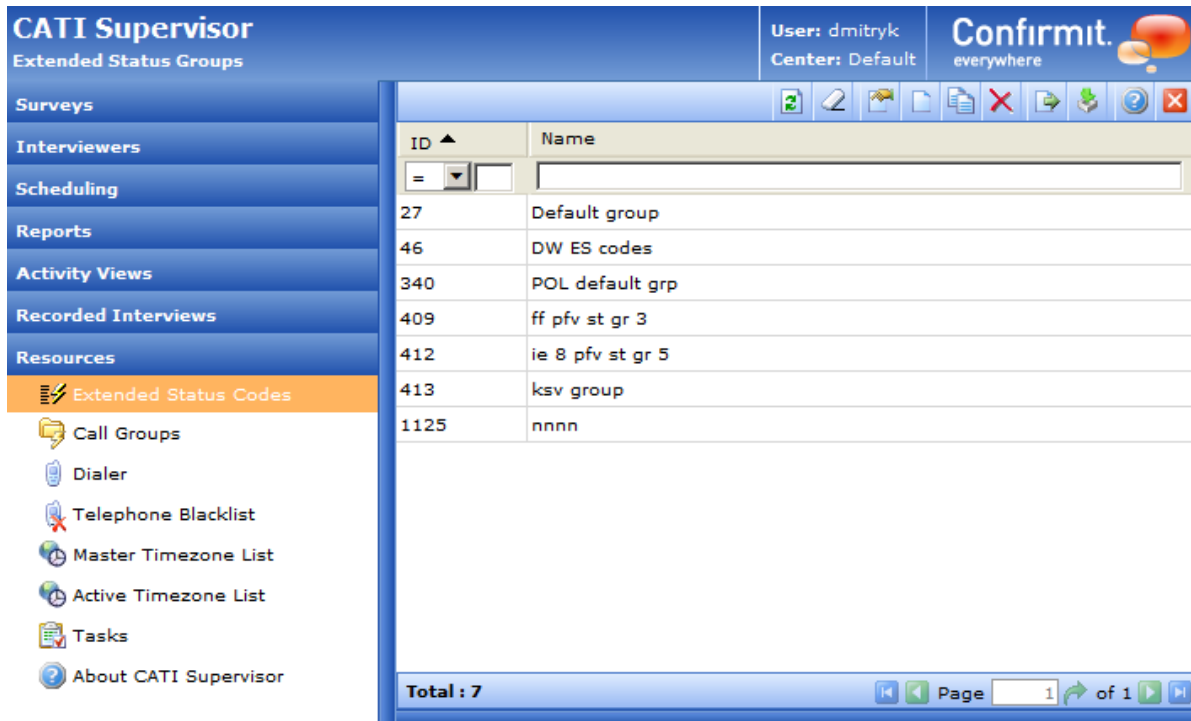 CATI Supervisor
Extended Status Groups
User: dmitryk
Center: Default
Confirmit.
everywhere
Surveys
Interviewers
Scheduling
Reports
Activity Views
Recorded Interviews
Resources
Extended Status Codes
Call Groups
Dialer
Telephone Blacklist
Master Timezone List
Active Timezone List
Tasks
About CATI Supervisor
ID Name
=
27 Default group
46 DW ES codes
340 POL default grp
409 ff pfv st gr 3
412 ie 8 pfv st gr 5
413 ksv group
1125 nnnn
Total : 7 Page 1 of 1